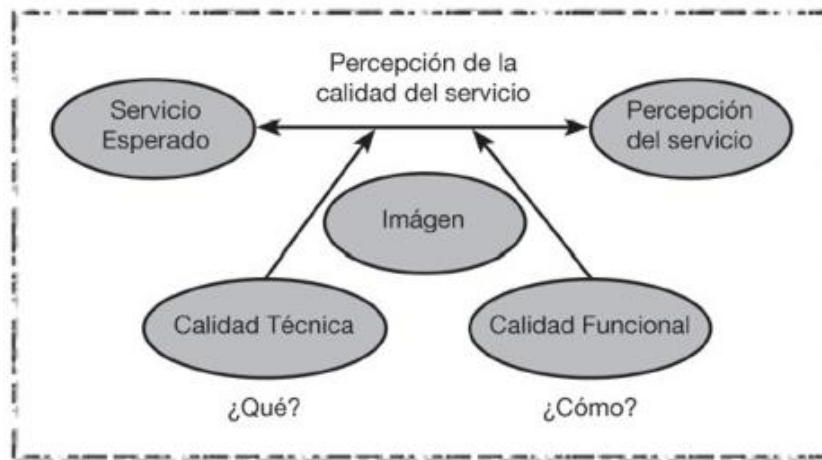 Percepción de la
calidad del servicio
Servicio
Esperado
Percepción
del servicio
Imágen
Calidad Técnica
Calidad Funcional
¿Qué?
¿Cómo?